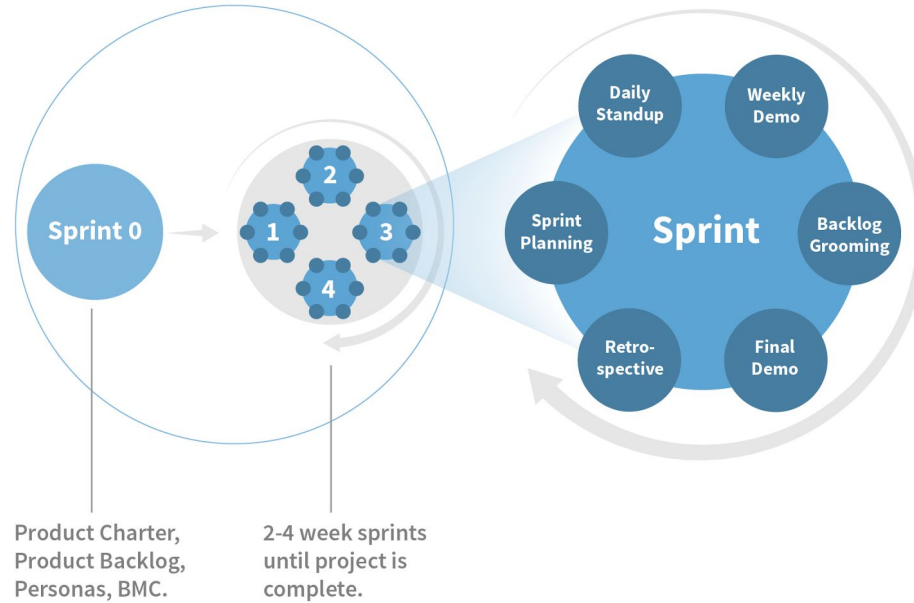 Sprint 0
1
2
3
4
Product Charter,
Product Backlog,
Personas, BMC.
2-4 week sprints
until project is
complete.
Sprint
Daily
Standup
Weekly
Demo
Sprint
Planning
Backlog
Grooming
Retro-
spective
Final
Demo